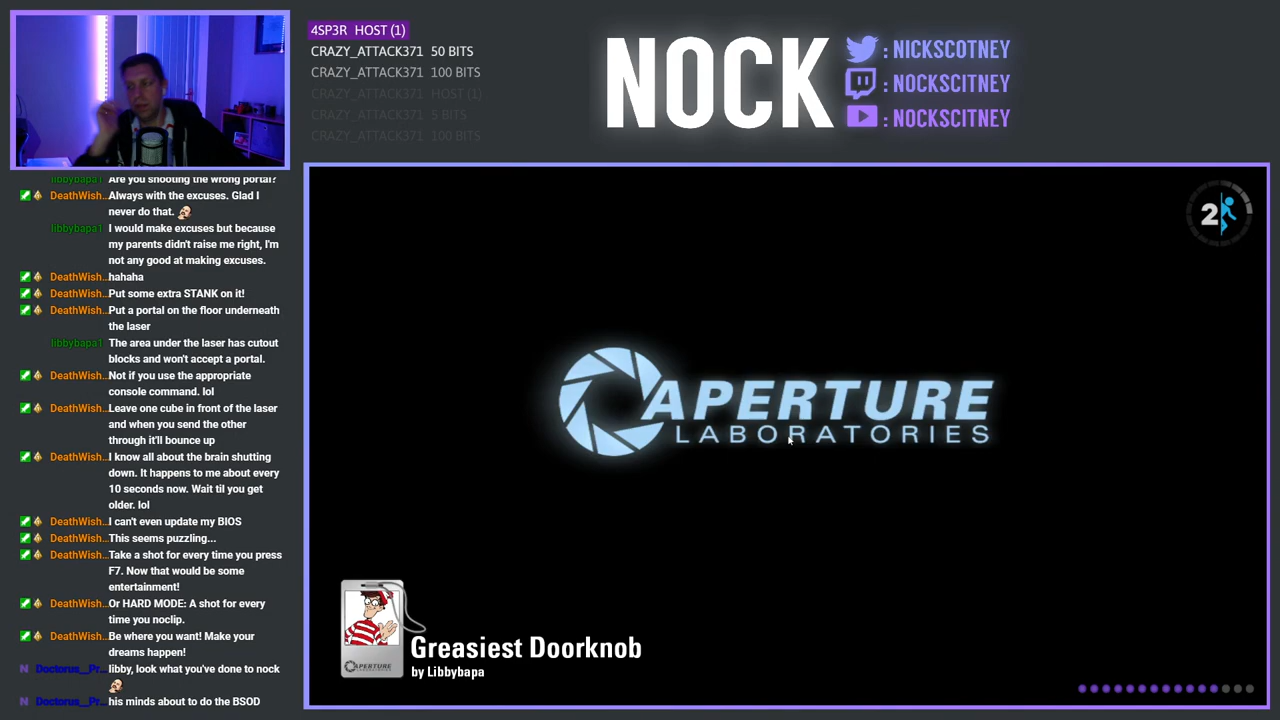 4SP3R HOST (1)
CRAZY_ATTACK371 50 BITS
CRAZY_ATTACK371 100 BITS
CRAZY_ATTACK371 HOST (1)
CRAZY_ATTACK371 5 BITS
CRAZY_ATTACK371 100 BITS
NOCK
: NICKSCOTNEY
: NOCKSCITNEY
: NOCKSCITNEY
libbybapa1 Are you shooting the wrong portal?
DeathWish... Always with the excuses. Glad I
never do that.
libbybapa1 I would make excuses but because
my parents didn't raise me right, I'm
not any good at making excuses.
DeathWish... hahaha
DeathWish... Put some extra STANK on it!
DeathWish... Put a portal on the floor underneath
the laser
libbybapa1 The area under the laser has cutout
blocks and won't accept a portal.
DeathWish... Not if you use the appropriate
console command. lol
DeathWish... Leave one cube in front of the laser
and when you send the other
through it'll bounce up
DeathWish... I know all about the brain shutting
down. It happens to me about every
10 seconds now. Wait til you get
older. lol
DeathWish... I can't even update my BIOS
DeathWish... This seems puzzling...
DeathWish... Take a shot for every time you press
F7. Now that would be some
entertainment!
DeathWish... Or HARD MODE: A shot for every
time you noclip.
DeathWish... Be where you want! Make your
dreams happen!
N Doctorus__Pr... libby, look what you've done to nock
N Doctorus__Pr... his minds about to do the BSOD
2
APERTURE
LABORATORIES
APERTURE
Greasiest Doorknob
by Libbybapa